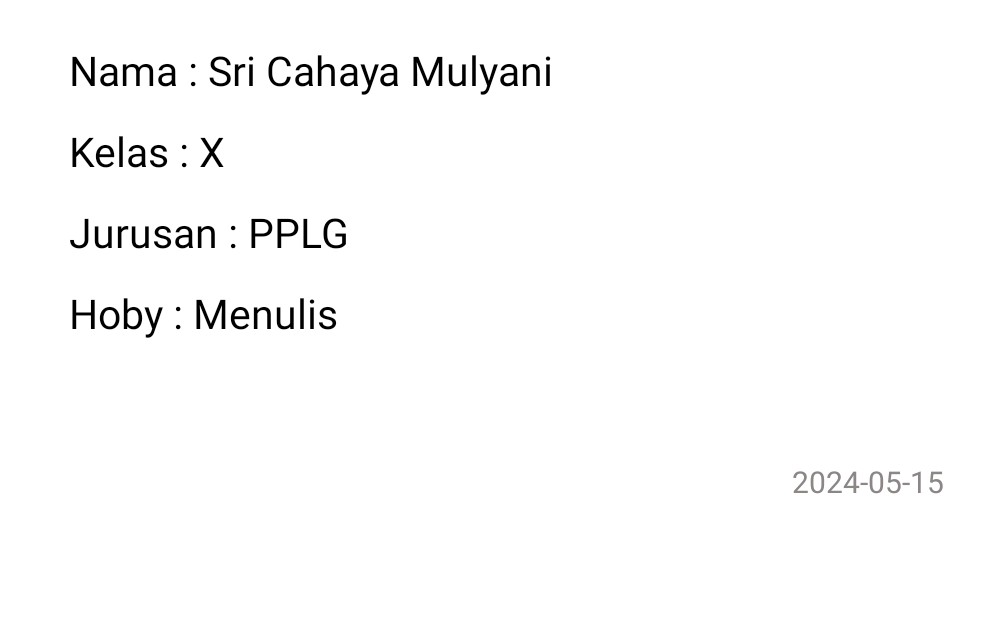 Nama : Sri Cahaya Mulyani
Kelas : X
Jurusan : PPLG
Hoby : Menulis
2024-05-15